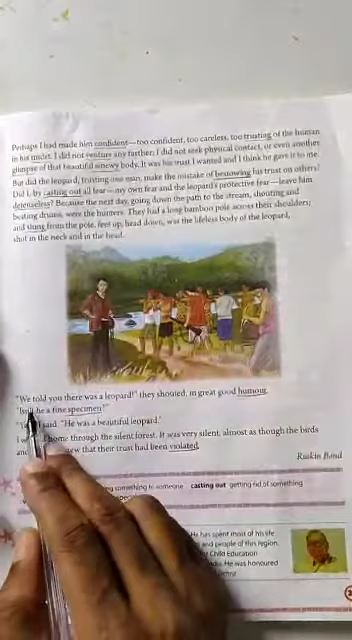 Perhaps I had made him confident—too confident, too careless, too trusting of the human
in his midst. I did not venture any farther; I did not seek physical contact, or even another
glimpse of that beautiful sinewy body. It was his trust I wanted and I think he gave it to me.
But did the leopard, trusting one man, make the mistake of bestowing his trust on others?
Did I, by casting out all fear—my own fear and the leopard's protective fear—leave him
defenseless? Because the next day, going down the path to the stream, shouting and
beating drums, were the hunters. They had a long bamboo pole across their shoulders;
and slung from the pole, feet up, head down, was the lifeless body of the leopard,
shot in the neck and in the head.
"We told you there was a leopard!" they shouted, in great good humour.
"Isn't he a fine specimen?"
I said. "He was a beautiful leopard."
home through the silent forest. It was very silent, almost as though the birds
and that their trust had been violated.
Ruskin Bond
something to someone casting out getting rid of something
He has spent most of his life
and people of this region.
Child Education
He was honoured